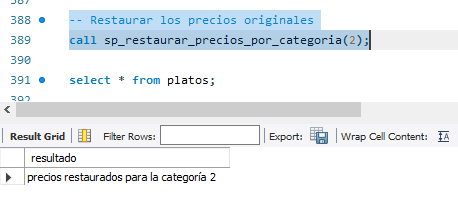 388 -- Restaurar los precios originales
389 call sp_restaurar_precios_por_categoria(2);
390
391 select * from platos;
392
Result Grid Filter Rows: Export: Wrap Cell Content:
resultado
precios restaurados para la categoría 2